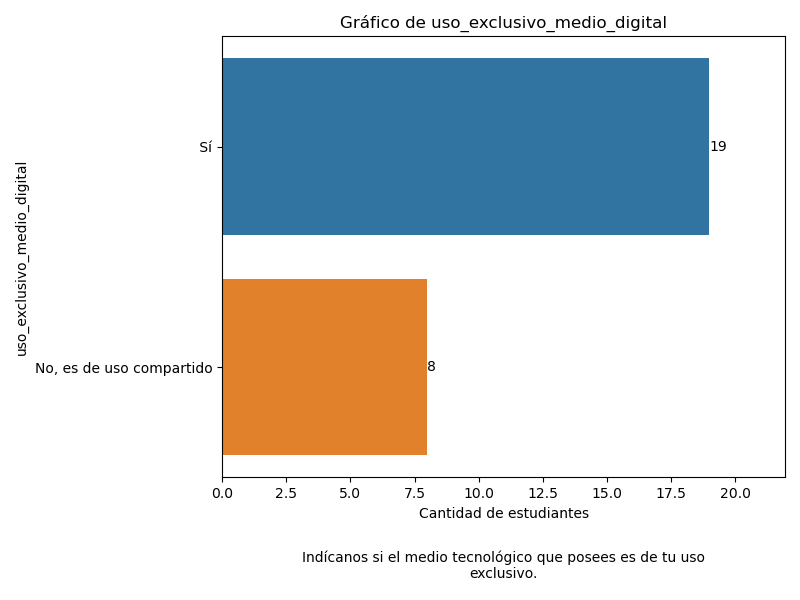 Gráfico de uso_exclusivo_medio_digital
uso_exclusivo_medio_digital
Sí
19
No, es de uso compartido
8
0.0 2.5 5.0 7.5 10.0 12.5 15.0 17.5 20.0
Cantidad de estudiantes
Indícanos si el medio tecnológico que posees es de tu uso
exclusivo.